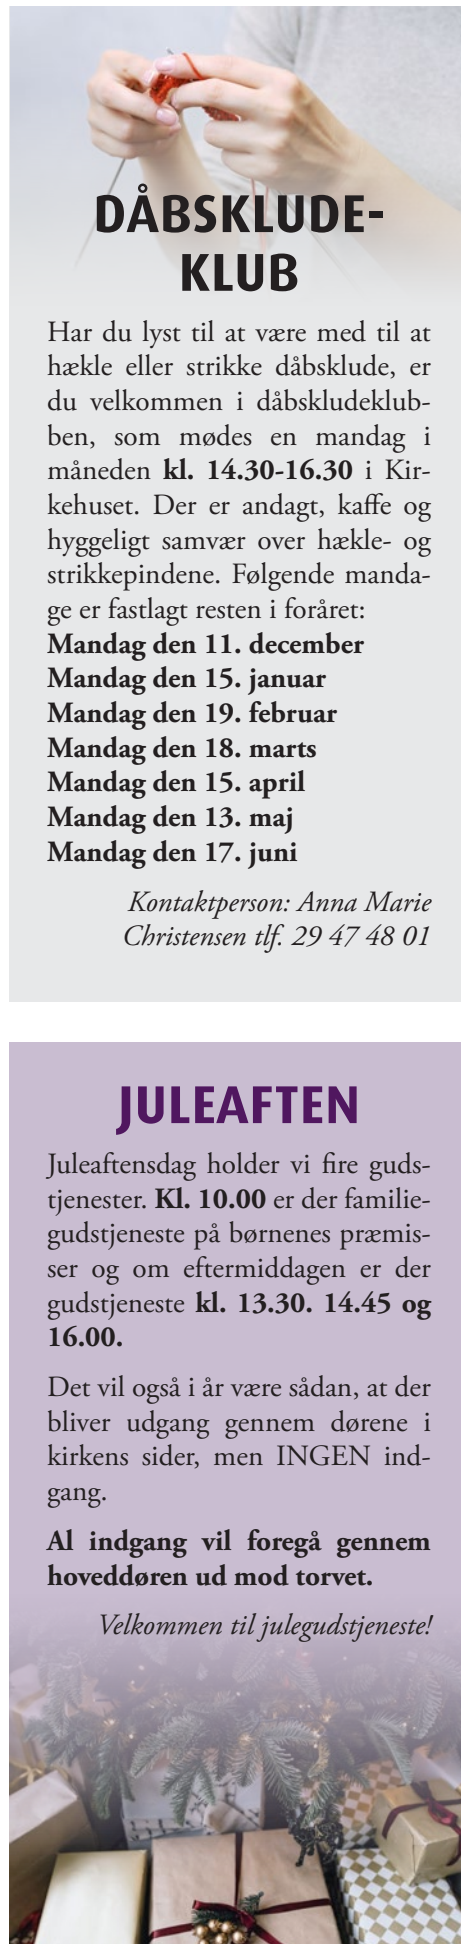 DÅBSKLUDE-
KLUB
Har du lyst til at være med til at
hækle eller strikke dåbsklude, er
du velkommen i dåbskludeklub-
ben, som mødes en mandag i
måneden kl. 14.30-16.30 i Kir-
kehuset. Der er andagt, kaffe og
hyggeligt samvær over hækle- og
strikkepindene. Følgende manda-
ge er fastlagt resten i foråret:
Mandag den 11. december
Mandag den 15. januar
Mandag den 19. februar
Mandag den 18. marts
Mandag den 15. april
Mandag den 13. maj
Mandag den 17. juni
Kontaktperson: Anna Marie
Christensen tlf. 29 47 48 01
JULEAFTEN
Juleaftensdag holder vi fire guds-
tjenester. Kl. 10.00 er der familie-
gudstjeneste på børnenes præmis-
ser og om eftermiddagen er der
gudstjeneste kl. 13.30. 14.45 og
16.00.
Det vil også i år være sådan, at der
bliver udgang gennem dørene i
kirkens sider, men INGEN ind-
gang.
Al indgang vil foregå gennem
hoveddøren ud mod torvet.
Velkommen til julegudstjeneste!